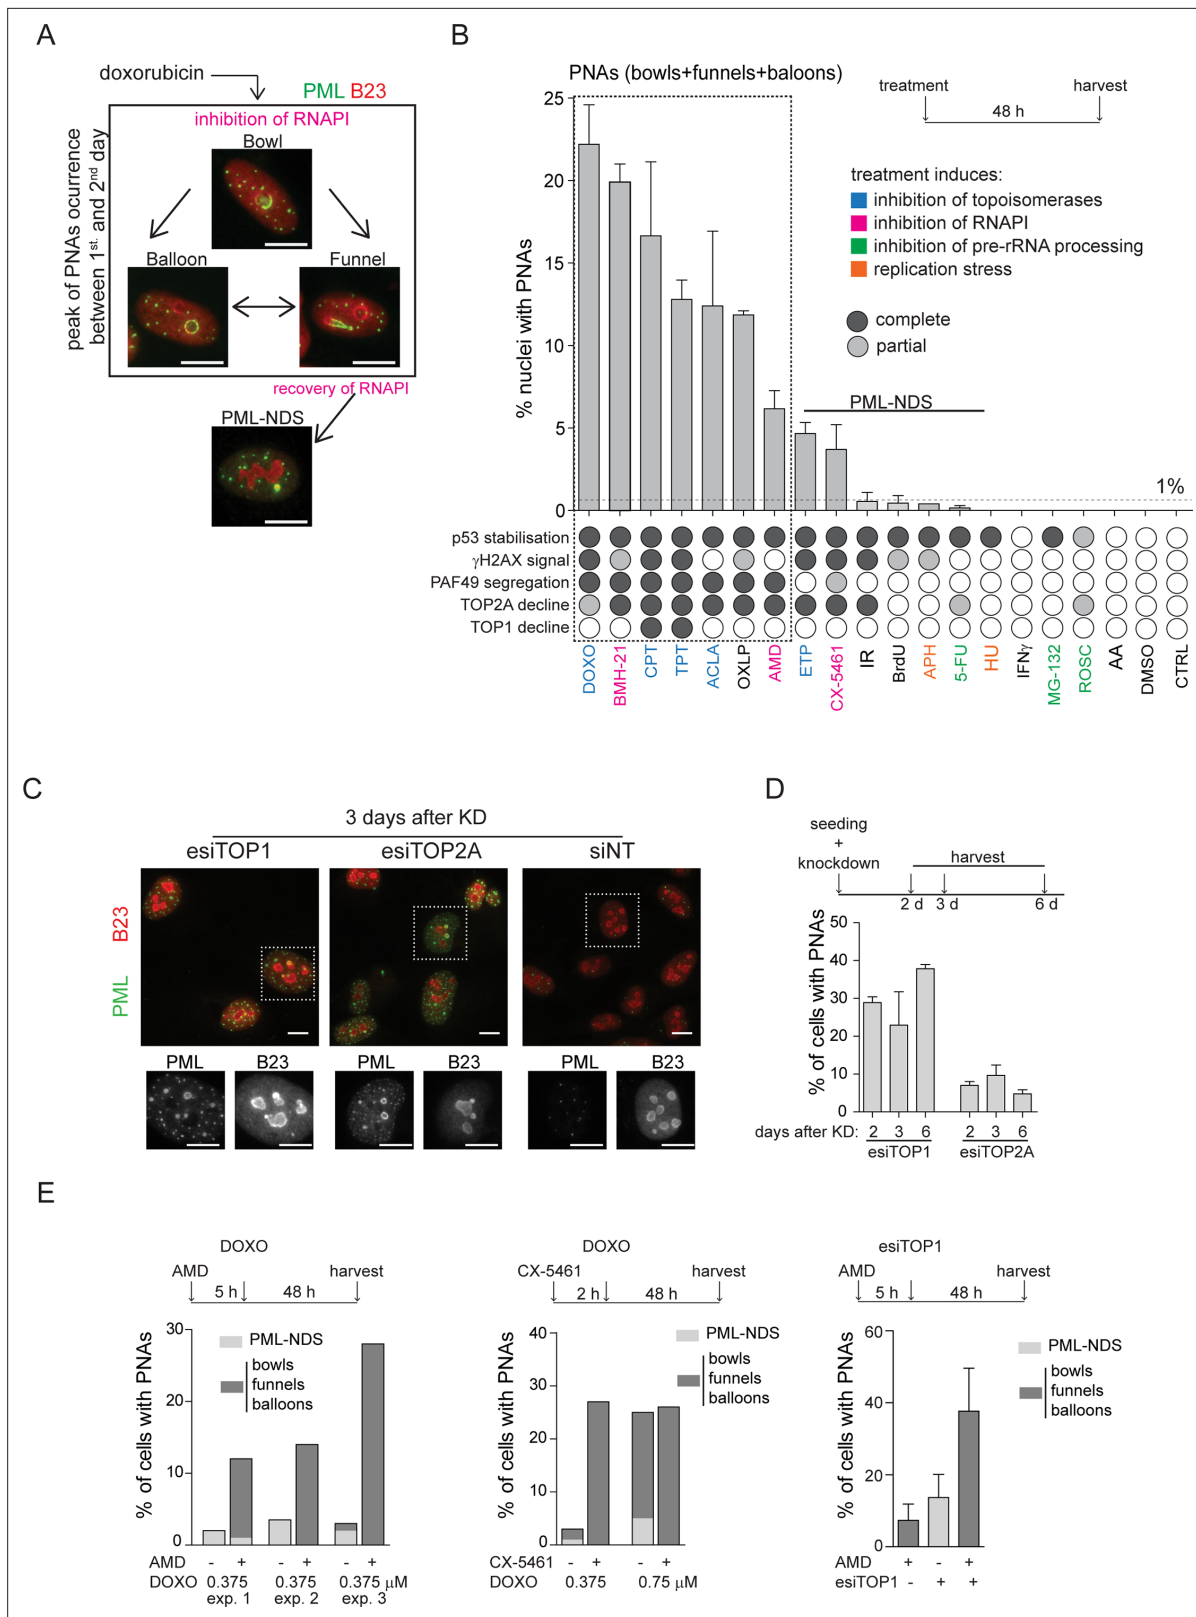 A
doxorubicin
PML B23
inhibition of RNAPI
Bowl
Balloon
Funnel
peak of PNAs ocurrence
between 1st. and 2nd day
recovery of RNAPI
PML-NDS
B
PNAs (bowls+funnels+baloons)
treatment
harvest
48 h
treatment induces:
inhibition of topoisomerases
inhibition of RNAPI
inhibition of pre-rRNA processing
replication stress
complete
partial
PML-NDS
1%
% nuclei with PNAs
25
20
15
10
5
0
p53 stabilisation
γH2AX signal
PAF49 segregation
TOP2A decline
TOP1 decline
DOXO
BMH-21
CPT
TPT
ACLA
OXLP
AMD
ETP
CX-5461
IR
BrdU
APH
5-FU
HU
IFNγ
MG-132
ROSC
AA
DMSO
CTRL
C
3 days after KD
esiTOP1
esiTOP2A
siNT
PML B23
PML B23
PML B23
PML B23
D
seeding
+
knockdown
harvest
2 d 3 d 6 d
% of cells with PNAs
50
40
30
20
10
0
days after KD: 2 3 6 2 3 6
esiTOP1 esiTOP2A
E
DOXO
AMD
harvest
5 h 48 h
% of cells with PNAs
30
20
10
0
PML-NDS
bowls
funnels
balloons
AMD - + - + - +
DOXO 0.375 0.375 0.375 μM
exp. 1 exp. 2 exp. 3
DOXO
CX-5461
harvest
2 h 48 h
% of cells with PNAs
40
30
20
10
0
PML-NDS
bowls
funnels
balloons
CX-5461 - + - +
DOXO 0.375 0.75 μM
esiTOP1
AMD
harvest
5 h 48 h
% of cells with PNAs
60
40
20
0
PML-NDS
bowls
funnels
balloons
AMD + - +
esiTOP1 - + +